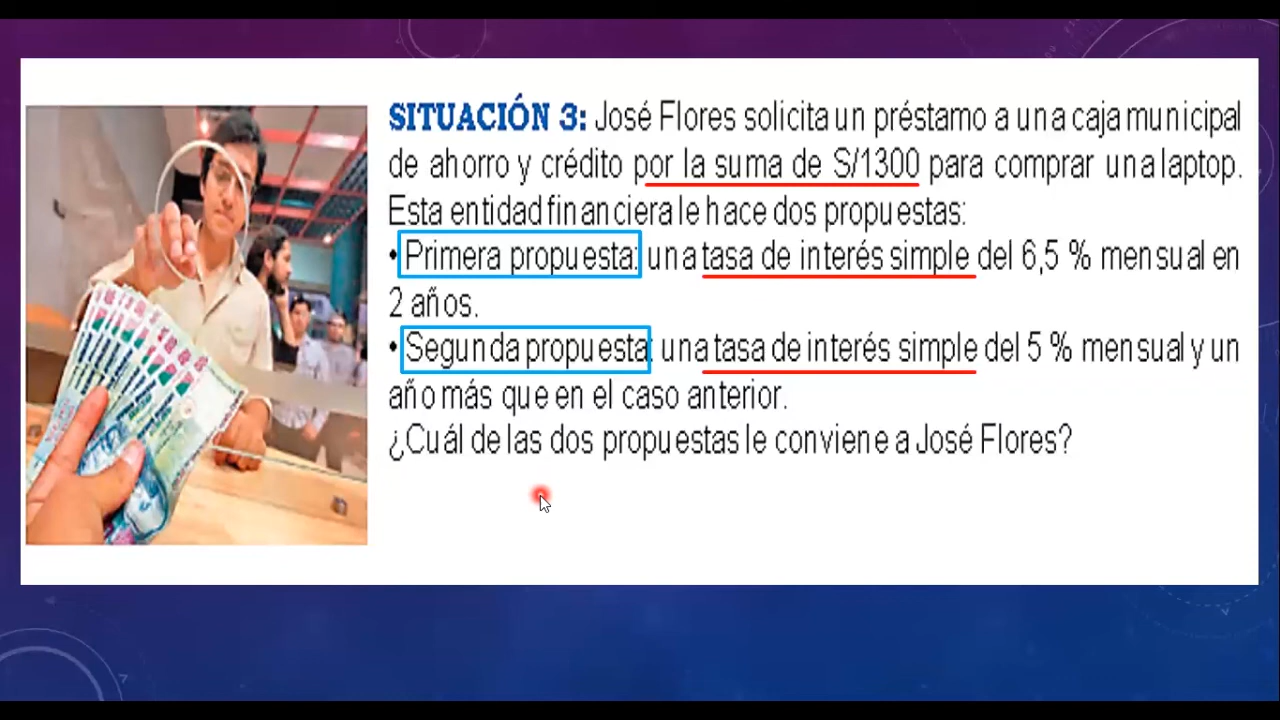 SITUACIÓN 3: José Flores solicita un préstamo a una caja municipal
de ahorro y crédito por la suma de S/1300 para comprar una laptop.
Esta entidad financiera le hace dos propuestas:
• Primera propuesta: una tasa de interés simple del 6,5 % mensual en
2 años.
• Segunda propuesta: una tasa de interés simple del 5 % mensual y un
año más que en el caso anterior.
¿Cuál de las dos propuestas le conviene a José Flores?